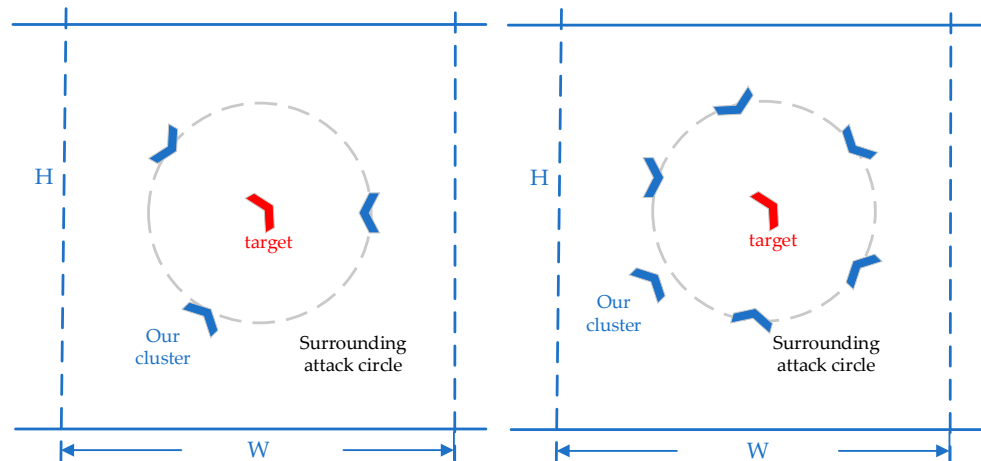 H
target
Our
cluster
Surrounding
attack circle
W
H
target
Our
cluster
Surrounding
attack circle
W